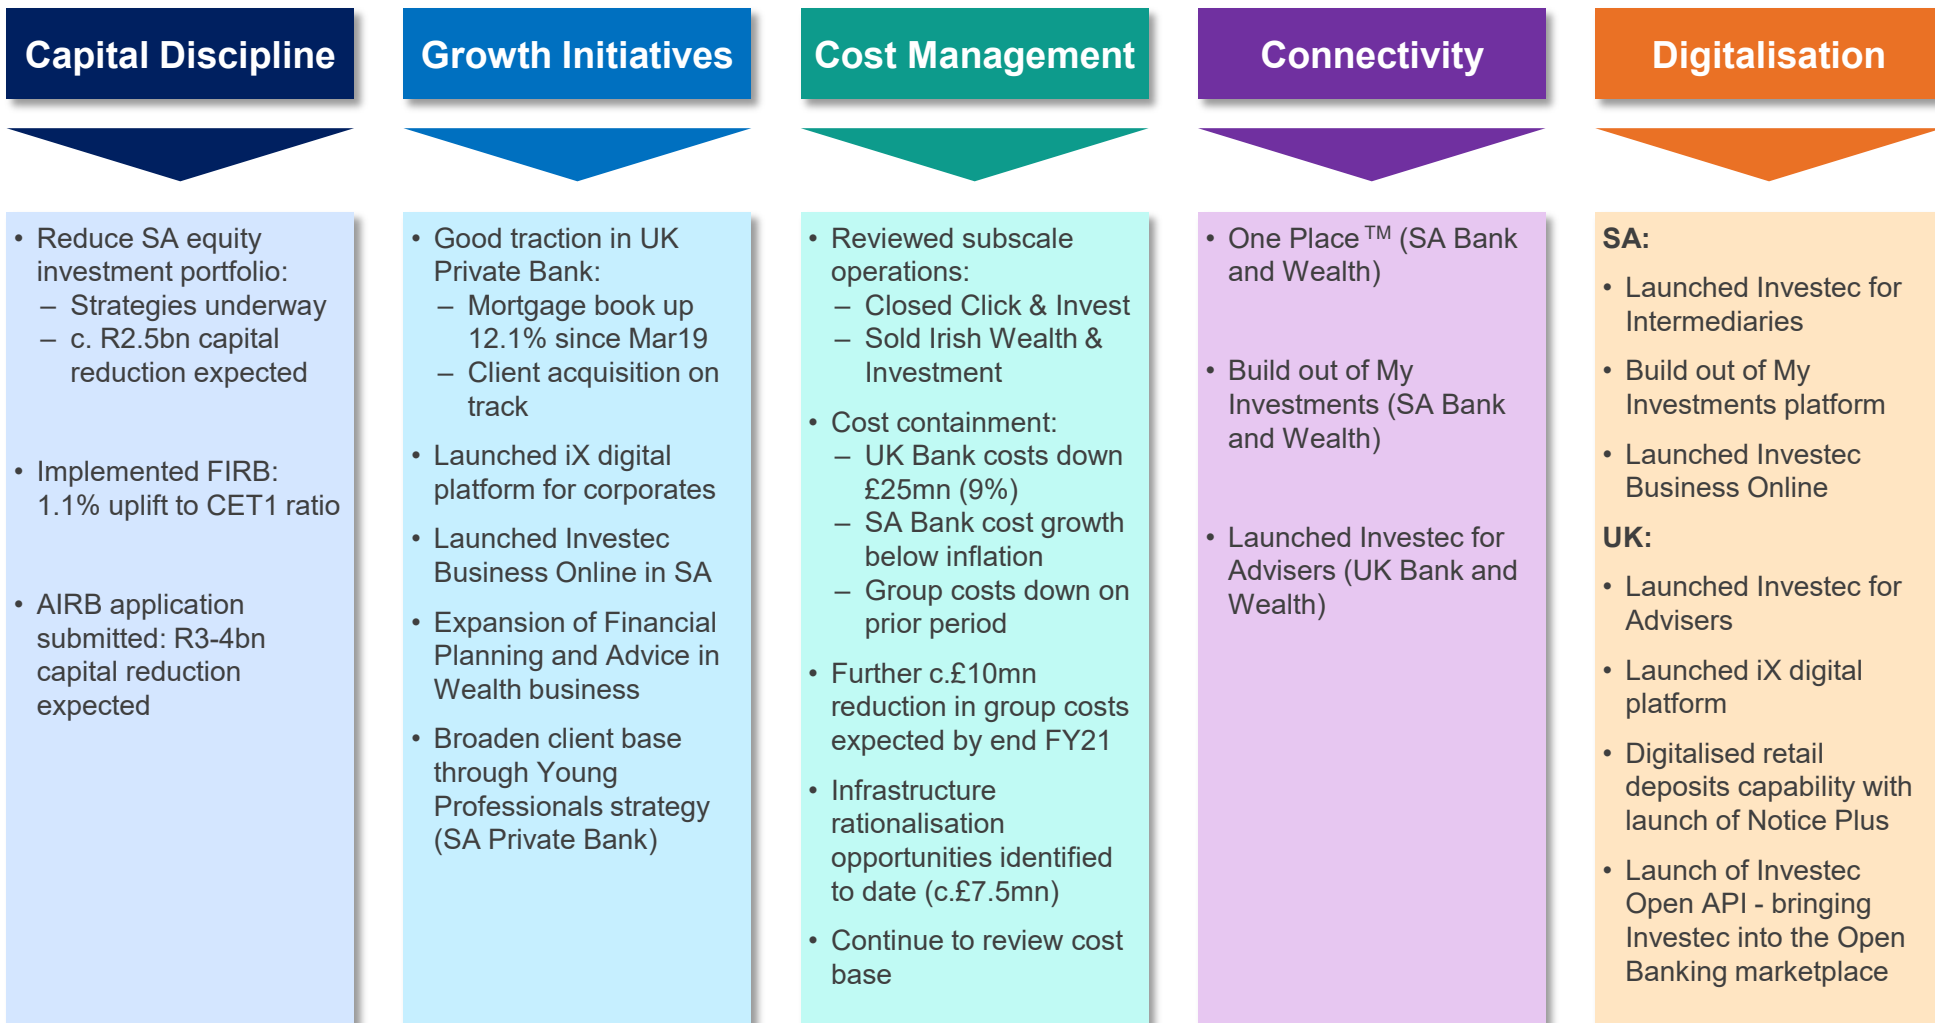 Capital Discipline
• Reduce SA equity
investment portfolio:
– Strategies underway
– c. R2.5bn capital
reduction expected
• Implemented FIRB:
1.1% uplift to CET1 ratio
• AIRB application
submitted: R3-4bn
capital reduction
expected
Growth Initiatives
• Good traction in UK
Private Bank:
– Mortgage book up
12.1% since Mar19
– Client acquisition on
track
• Launched iX digital
platform for corporates
• Launched Investec
Business Online in SA
• Expansion of Financial
Planning and Advice in
Wealth business
• Broaden client base
through Young
Professionals strategy
(SA Private Bank)
Cost Management
• Reviewed subscale
operations:
– Closed Click & Invest
– Sold Irish Wealth &
Investment
• Cost containment:
– UK Bank costs down
£25mn (9%)
– SA Bank cost growth
below inflation
– Group costs down on
prior period
• Further c.£10mn
reduction in group costs
expected by end FY21
• Infrastructure
rationalisation
opportunities identified
to date (c.£7.5mn)
• Continue to review cost
base
Connectivity
• One Place™ (SA Bank
and Wealth)
• Build out of My
Investments (SA Bank
and Wealth)
• Launched Investec for
Advisers (UK Bank and
Wealth)
Digitalisation
SA:
• Launched Investec for
Intermediaries
• Build out of My
Investments platform
• Launched Investec
Business Online
UK:
• Launched Investec for
Advisers
• Launched iX digital
platform
• Digitalised retail
deposits capability with
launch of Notice Plus
• Launch of Investec
Open API - bringing
Investec into the Open
Banking marketplace